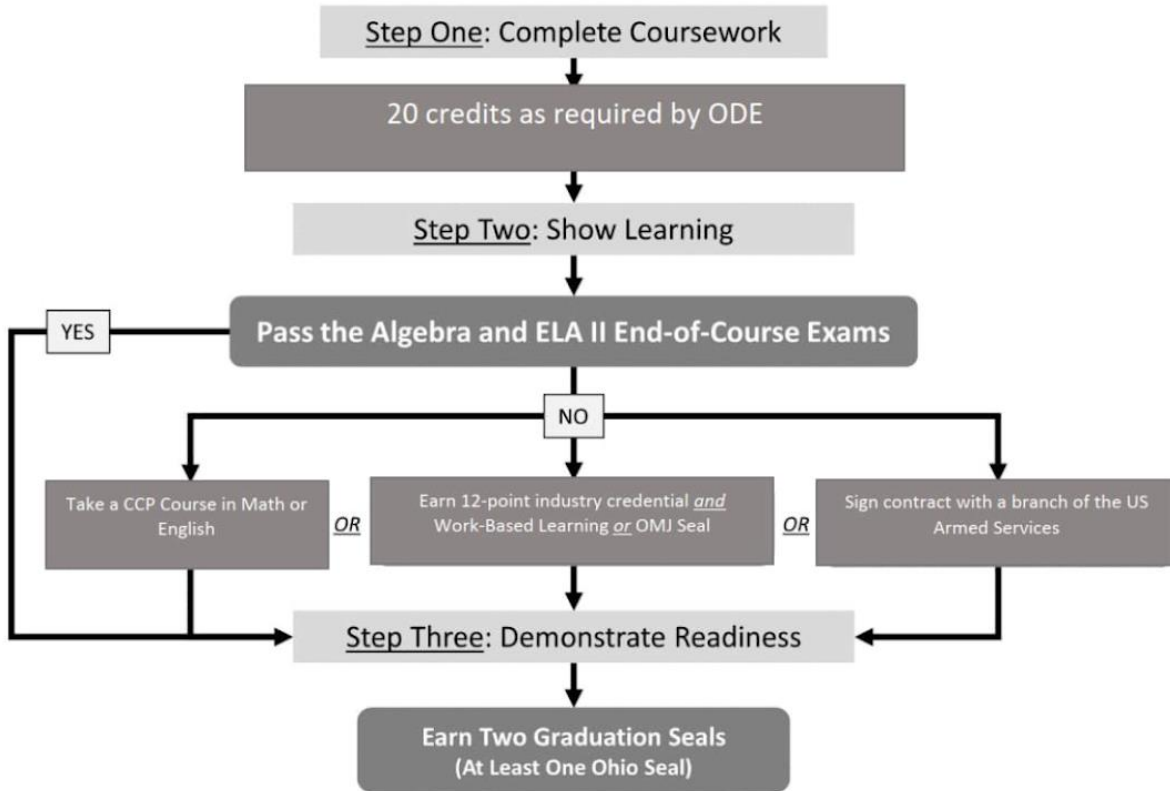 Step One: Complete Coursework
20 credits as required by ODE
Step Two: Show Learning
YES
Pass the Algebra and ELA II End-of-Course Exams
NO
Take a CCP Course in Math or
English
OR
Earn 12-point industry credential and
Work-Based Learning or OMJ Seal
OR
Sign contract with a branch of the US
Armed Services
Step Three: Demonstrate Readiness
Earn Two Graduation Seals
(At Least One Ohio Seal)